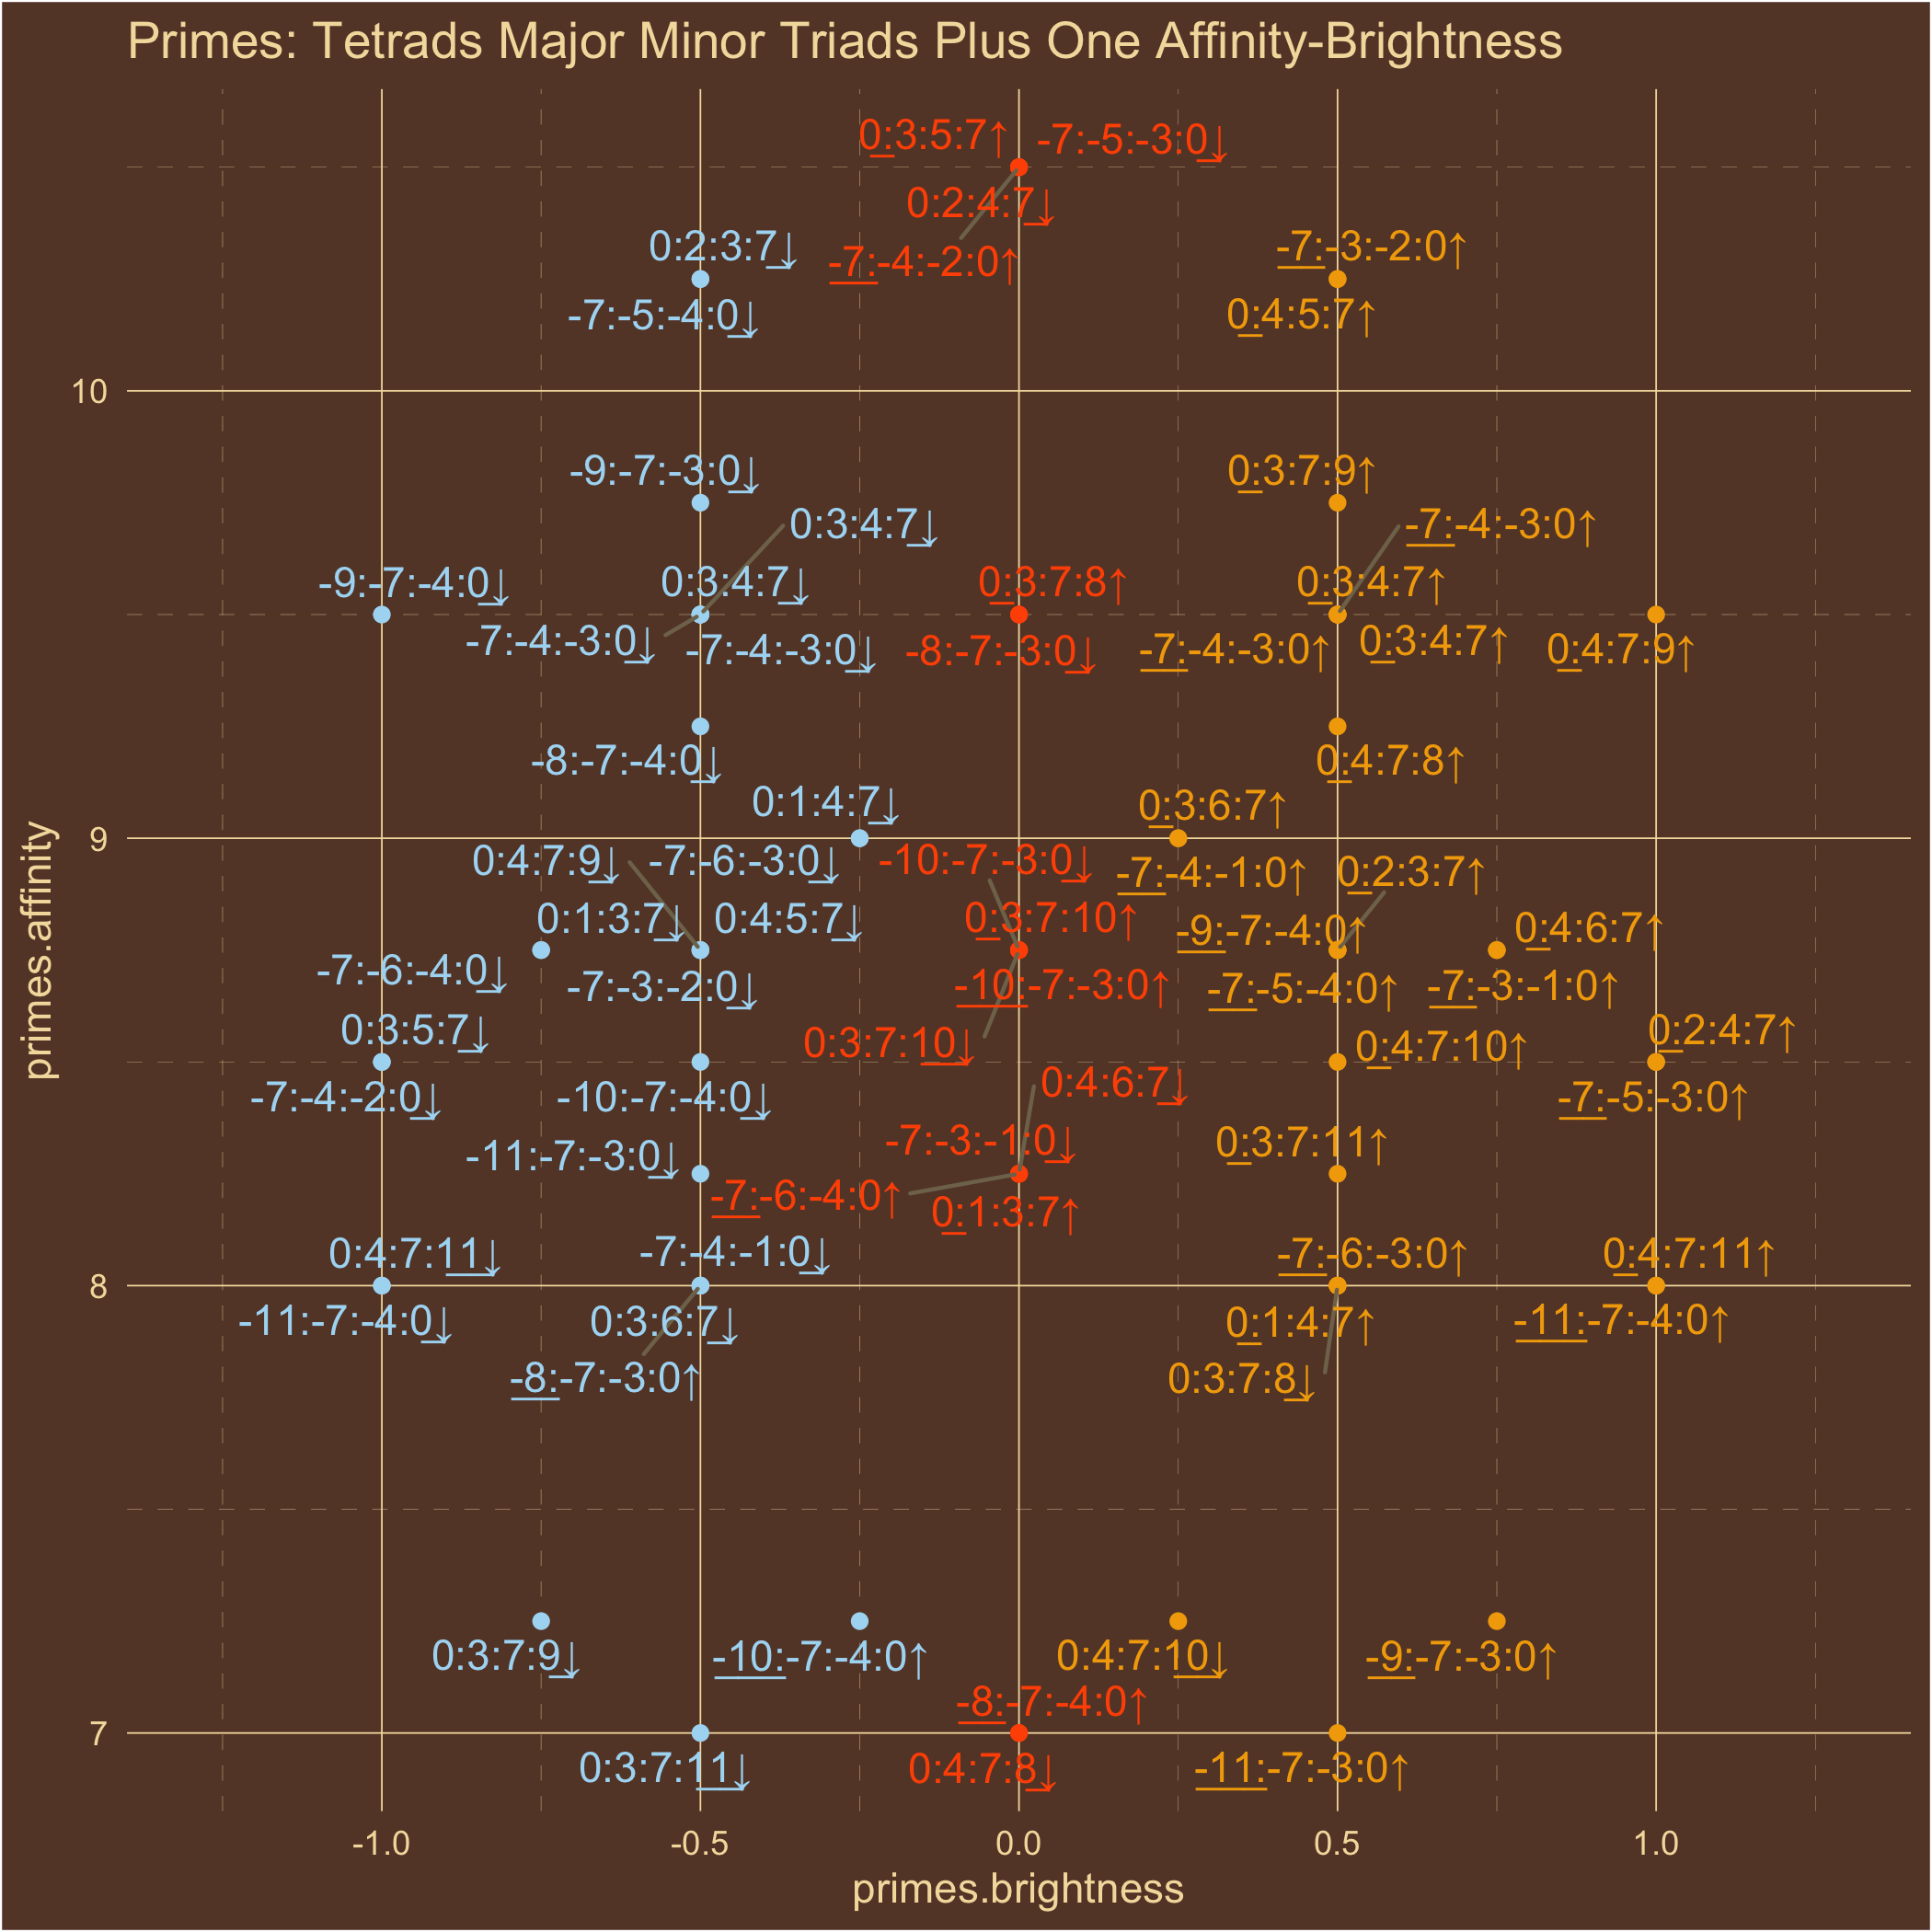 Primes: Tetrads Major Minor Triads Plus One Affinity-Brightness
0:3:5:7↑ -7:-5:-3:0↓
0:2:4:7↓
0:2:3:7↓ -7:-4:-2:0↑ -7:-3:-2:0↑
-7:-5:-4:0↓ 0:4:5:7↑
10
-9:-7:-3:0↓ 0:3:7:9↑
0:3:4:7↓ -7:-4:-3:0↑
-9:-7:-4:0↓ 0:3:4:7↓ 0:3:7:8↑ 0:3:4:7↑
-7:-4:-3:0↓ -7:-4:-3:0↓ -8:-7:-3:0↓ -7:-4:-3:0↑ 0:3:4:7↑ 0:4:7:9↑
-8:-7:-4:0↓ 0:4:7:8↑
0:1:4:7↓ 0:3:6:7↑
9
0:4:7:9↓ -7:-6:-3:0↓ -10:-7:-3:0↓ -7:-4:-1:0↑ 0:2:3:7↑
0:1:3:7↓ 0:4:5:7↓ 0:3:7:10↑ -9:-7:-4:0↑ 0:4:6:7↑
-7:-6:-4:0↓ -7:-3:-2:0↓ -10:-7:-3:0↑ -7:-5:-4:0↑ -7:-3:-1:0↑
0:3:5:7↓ 0:3:7:10↓ 0:4:7:10↑ 0:2:4:7↑
-7:-4:-2:0↓ -10:-7:-4:0↓ 0:4:6:7↓ -7:-5:-3:0↑
-11:-7:-3:0↓ -7:-3:-1:0↓ 0:3:7:11↑
-7:-6:-4:0↑ 0:1:3:7↑
0:4:7:11↓ -7:-4:-1:0↓ -7:-6:-3:0↑ 0:4:7:11↑
8
-11:-7:-4:0↓ 0:3:6:7↓ 0:1:4:7↑ -11:-7:-4:0↑
-8:-7:-3:0↑ 0:3:7:8↓
0:3:7:9↓ -10:-7:-4:0↑ 0:4:7:10↓ -9:-7:-3:0↑
-8:-7:-4:0↑
7
0:3:7:11↓ 0:4:7:8↓ -11:-7:-3:0↑
-1.0 -0.5 0.0 0.5 1.0
primes.brightness
primes.affinity